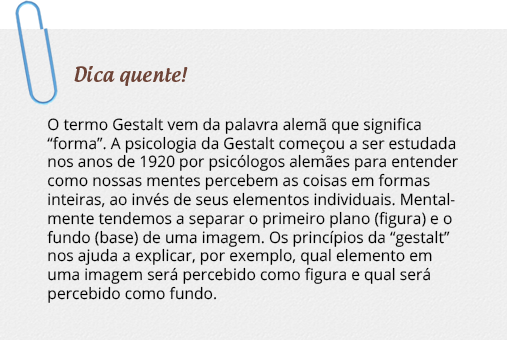 Dica quente!
O termo Gestalt vem da palavra alemã que significa
“forma”. A psicologia da Gestalt começou a ser estudada
nos anos de 1920 por psicólogos alemães para entender
como nossas mentes percebem as coisas em formas
inteiras, ao invés de seus elementos individuais. Mental-
mente tendemos a separar o primeiro plano (figura) e o
fundo (base) de uma imagem. Os princípios da “gestalt”
nos ajuda a explicar, por exemplo, qual elemento em
uma imagem será percebido como figura e qual será
percebido como fundo.